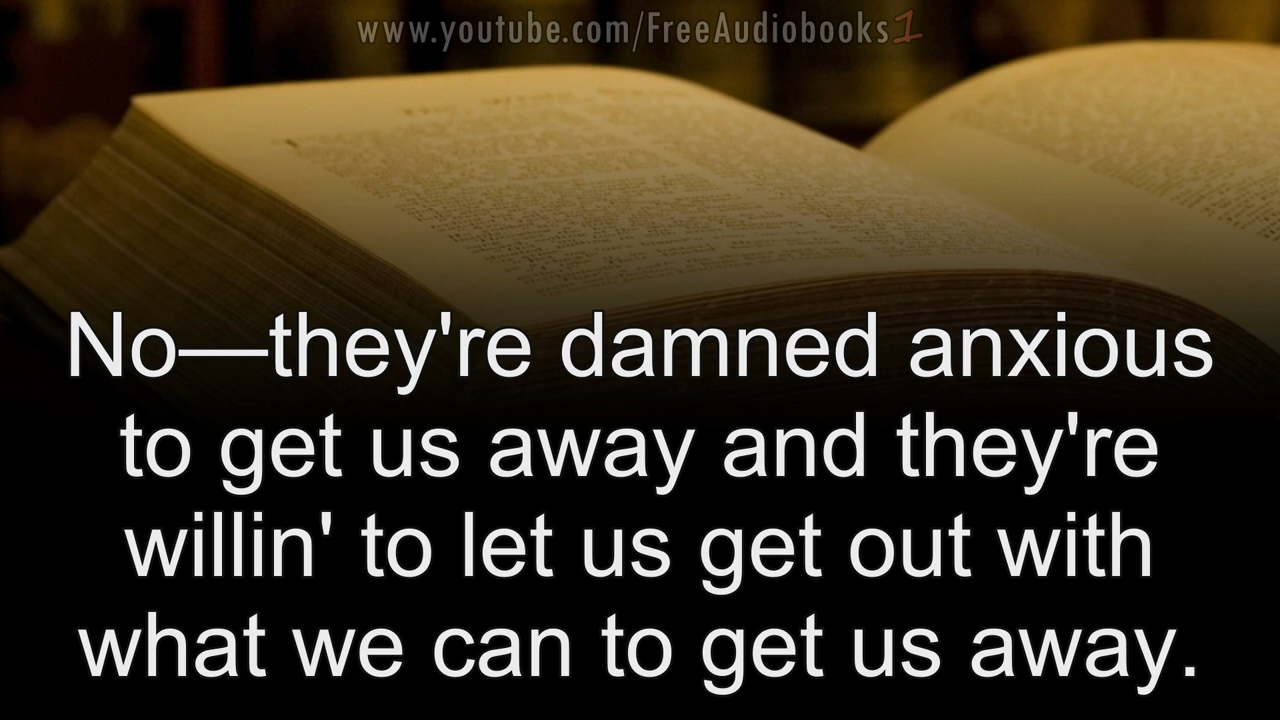 www.youtube.com/FreeAudiobooks1
No—they're damned anxious
to get us away and they're
willin' to let us get out with
what we can to get us away.